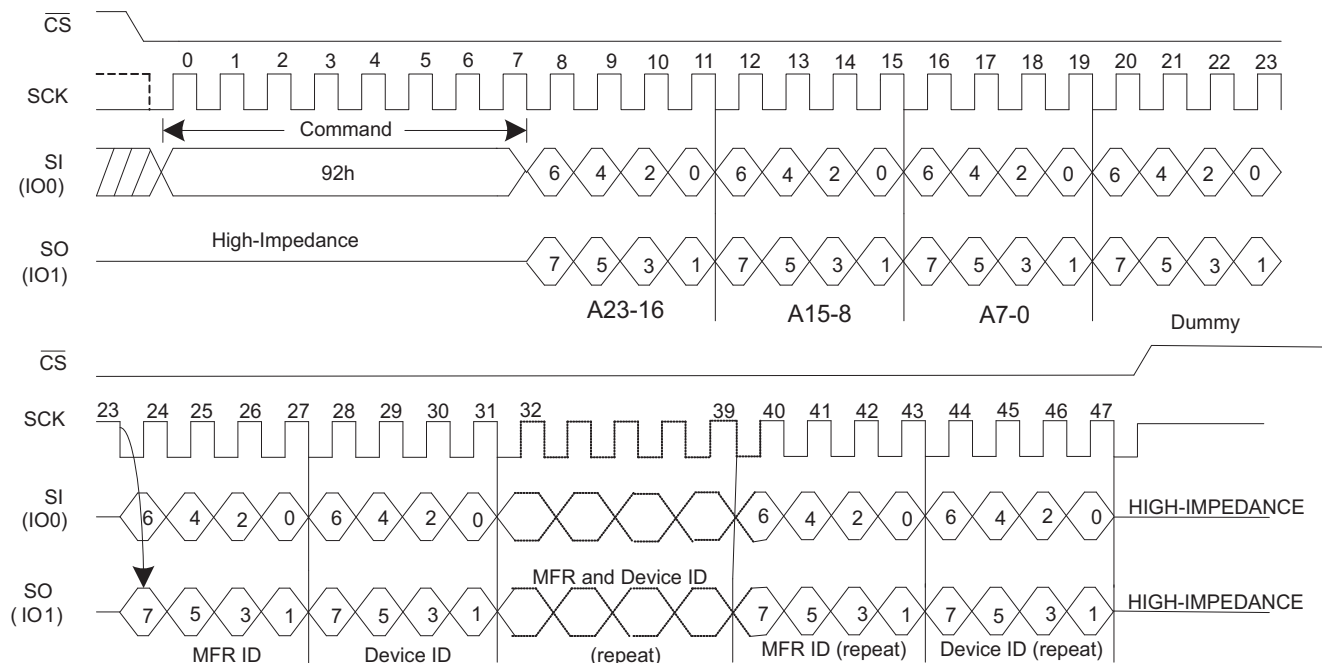 CS
0 1 2 3 4 5 6 7 8 9 10 11 12 13 14 15 16 17 18 19 20 21 22 23
SCK
Command
SI
(IO0)
92h
6 4 2 0 6 4 2 0 6 4 2 0 6 4 2 0
High-Impedance
SO
(IO1)
7 5 3 1 7 5 3 1 7 5 3 1 7 5 3 1
A23-16 A15-8 A7-0 Dummy
CS
SCK
23 24 25 26 27 28 29 30 31 32 39 40 41 42 43 44 45 46 47
SI
(IO0)
6 4 2 0 6 4 2 0 6 4 2 0 6 4 2 0
HIGH-IMPEDANCE
MFR and Device ID
SO
( IO1)
7 5 3 1 7 5 3 1 7 5 3 1 7 5 3 1
HIGH-IMPEDANCE
MFR ID Device ID (repeat) MFR ID (repeat) Device ID (repeat)